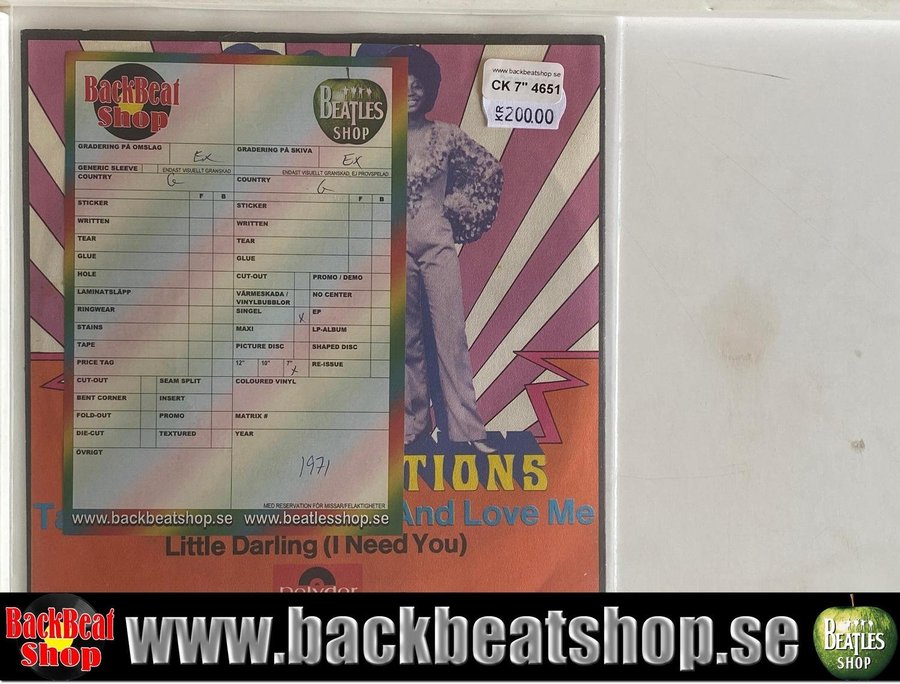 BackBeat
Shop
BEATLES
SHOP
www.backbeatshop.se
CK 7" 4651
KR 200.00
GRADERING PÅ OMSLAG
Ex
GRADERING PÅ SKIVA
Ex
GENERIC SLEEVE
ENDAST VISUELLT GRANSKAD
ENDAST VISUELLT GRANSKAD, EJ PROVSPELAD
COUNTRY
G
COUNTRY
G
F B
F B
STICKER
STICKER
WRITTEN
WRITTEN
TEAR
TEAR
GLUE
GLUE
HOLE
CUT-OUT
PROMO / DEMO
LAMINATSLÄPP
VÄRMESKADA /
VINYLBUBBLOR
NO CENTER
RINGWEAR
SINGEL
X
EP
STAINS
MAXI
LP-ALBUM
TAPE
PICTURE DISC
SHAPED DISC
PRICE TAG
12" 10" 7"
X
RE-ISSUE
CUT-OUT
SEAM SPLIT
COLOURED VINYL
BENT CORNER
INSERT
FOLD-OUT
PROMO
MATRIX #
DIE-CUT
TEXTURED
YEAR
ÖVRIGT
1971
MED RESERVATION FÖR MISSAR/FELAKTIGHETER
www.backbeatshop.se www.beatlesshop.se
TIONS
And Love Me
Little Darling (I Need You)
Polydor
BackBeat
Shop
www.backbeatshop.se
BEATLES
SHOP